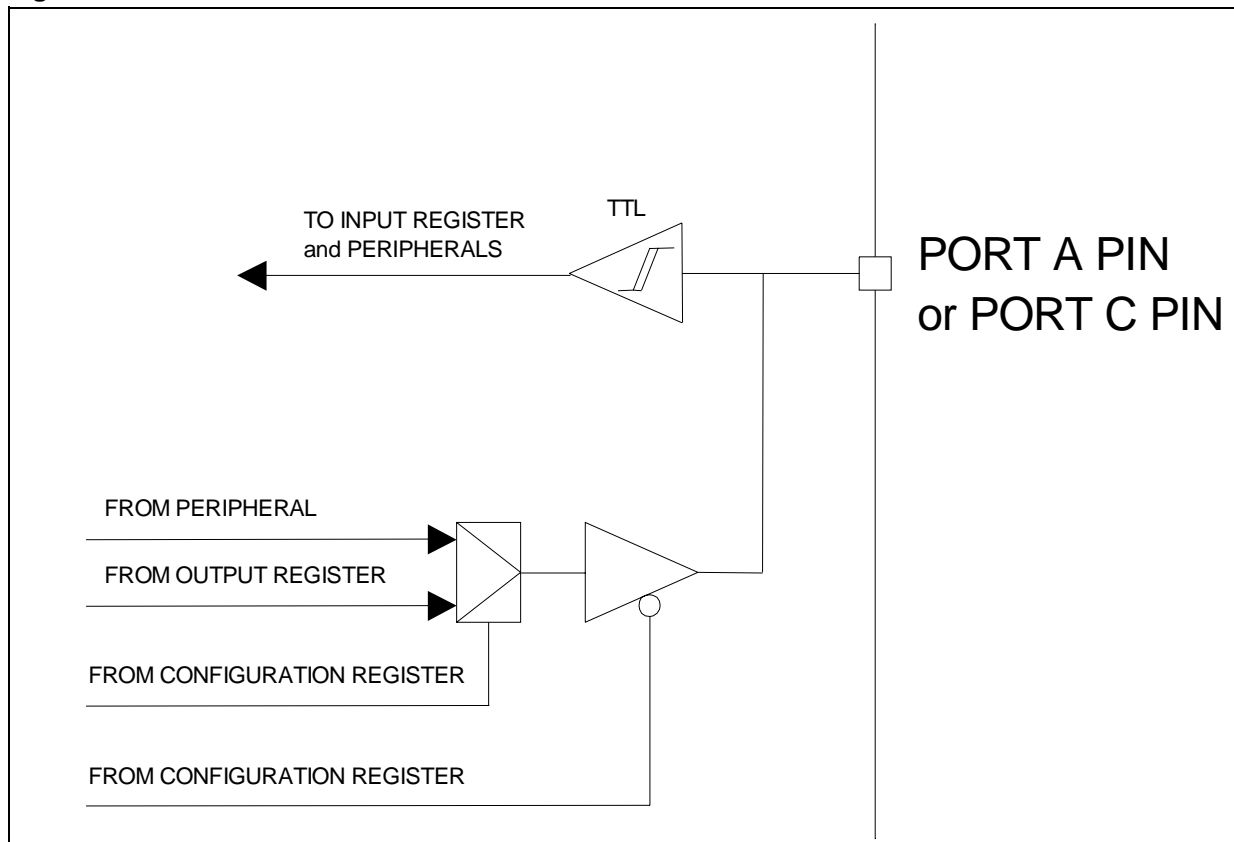 TTL
TO INPUT REGISTER
and PERIPHERALS
PORT A PIN
or PORT C PIN
FROM PERIPHERAL
FROM OUTPUT REGISTER
FROM CONFIGURATION REGISTER
FROM CONFIGURATION REGISTER